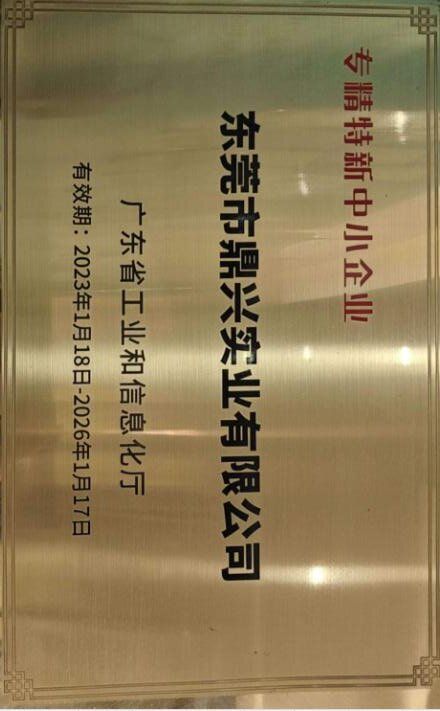 专精特新中小企业
东莞市鼎兴实业有限公司
广东省工业和信息化厅
有效期：2023年1月18日-2026年1月17日